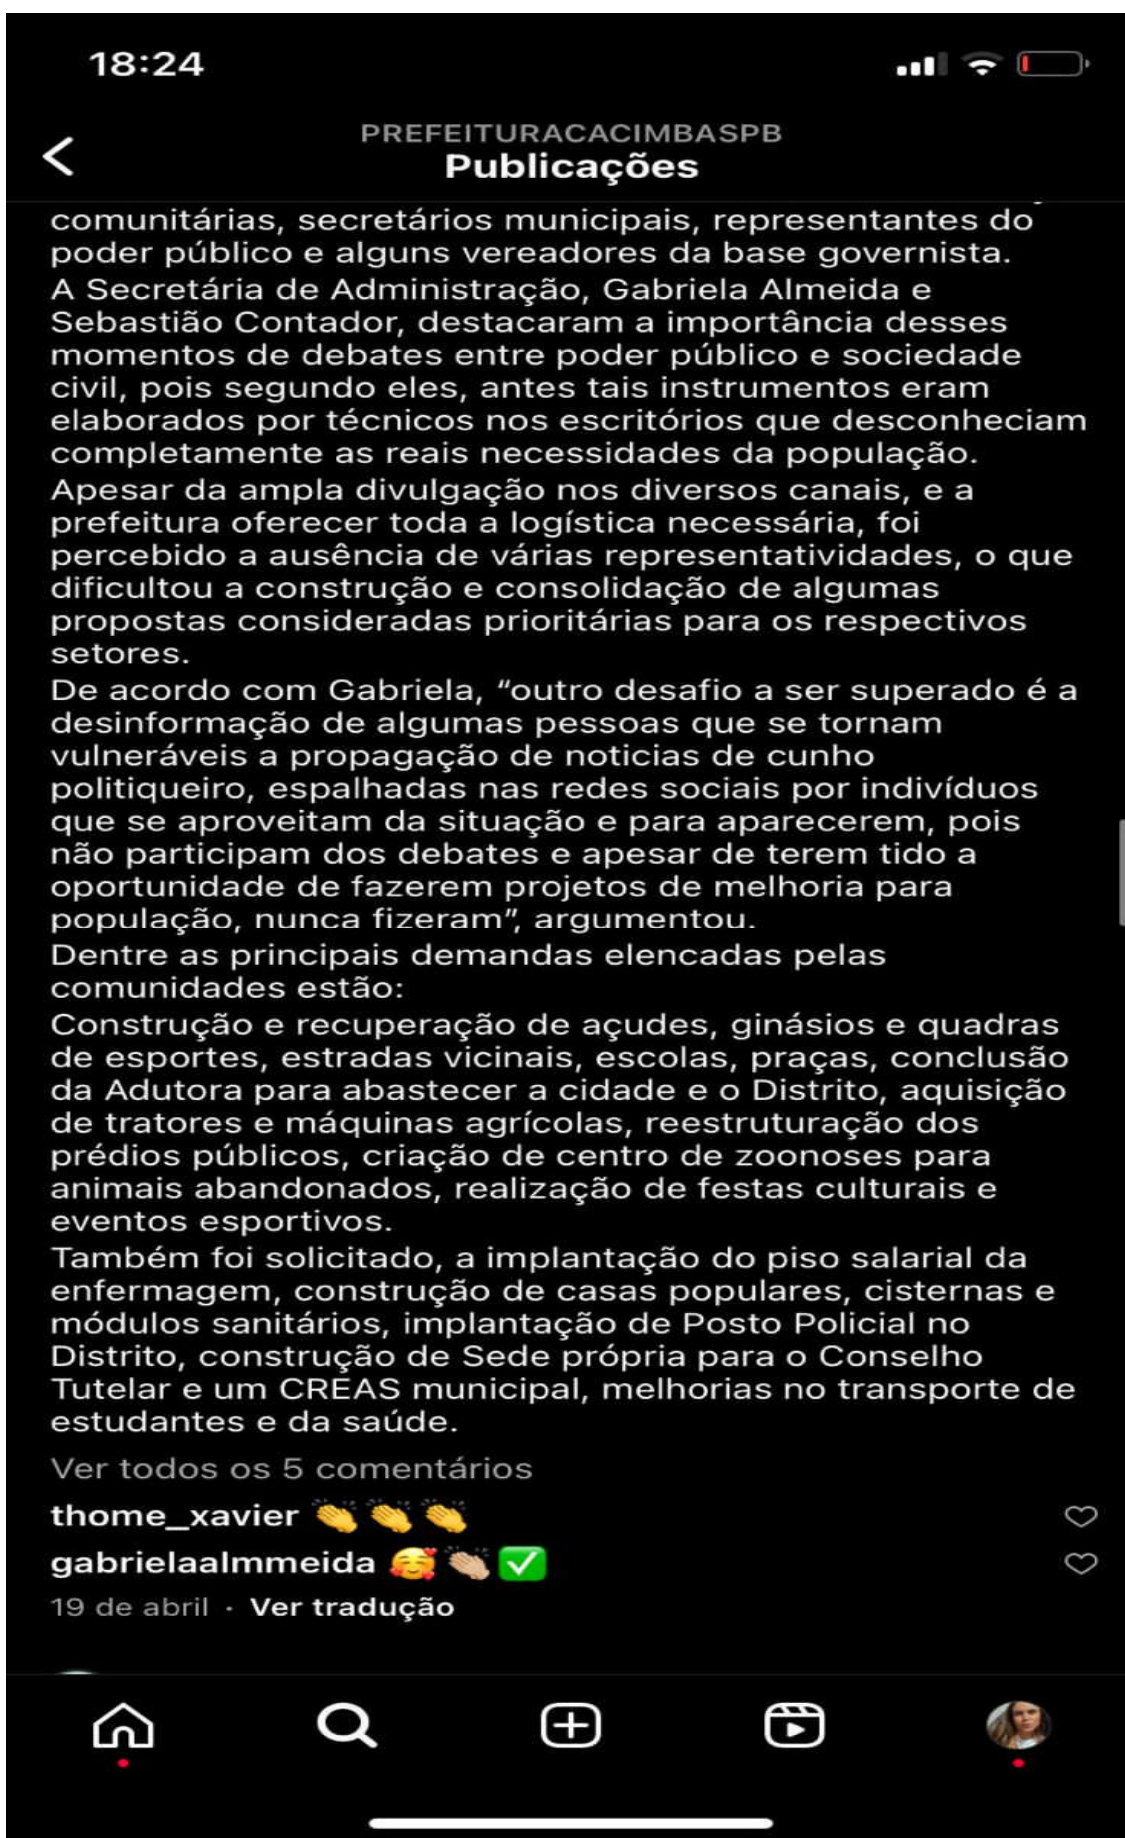 18:24
PREFEITURACACIMBASPB
Publicações
comunitárias, secretários municipais, representantes do
poder público e alguns vereadores da base governista.
A Secretária de Administração, Gabriela Almeida e
Sebastião Contador, destacaram a importância desses
momentos de debates entre poder público e sociedade
civil, pois segundo eles, antes tais instrumentos eram
elaborados por técnicos nos escritórios que desconheciam
completamente as reais necessidades da população.
Apesar da ampla divulgação nos diversos canais, e a
prefeitura oferecer toda a logística necessária, foi
percebido a ausência de várias representatividades, o que
dificultou a construção e consolidação de algumas
propostas consideradas prioritárias para os respectivos
setores.
De acordo com Gabriela, “outro desafio a ser superado é a
desinformação de algumas pessoas que se tornam
vulneráveis a propagação de noticias de cunho
politiqueiro, espalhadas nas redes sociais por indivíduos
que se aproveitam da situação e para aparecerem, pois
não participam dos debates e apesar de terem tido a
oportunidade de fazerem projetos de melhoria para
população, nunca fizeram”, argumentou.
Dentre as principais demandas elencadas pelas
comunidades estão:
Construção e recuperação de açudes, ginásios e quadras
de esportes, estradas vicinais, escolas, praças, conclusão
da Adutora para abastecer a cidade e o Distrito, aquisição
de tratores e máquinas agrícolas, reestruturação dos
prédios públicos, criação de centro de zoonoses para
animais abandonados, realização de festas culturais e
eventos esportivos.
Também foi solicitado, a implantação do piso salarial da
enfermagem, construção de casas populares, cisternas e
módulos sanitários, implantação de Posto Policial no
Distrito, construção de Sede própria para o Conselho
Tutelar e um CREAS municipal, melhorias no transporte de
estudantes e da saúde.
Ver todos os 5 comentários
thome_xavier 👏👏👏
gabrielaalmmeida 🥰👏🏼✅
19 de abril · Ver tradução